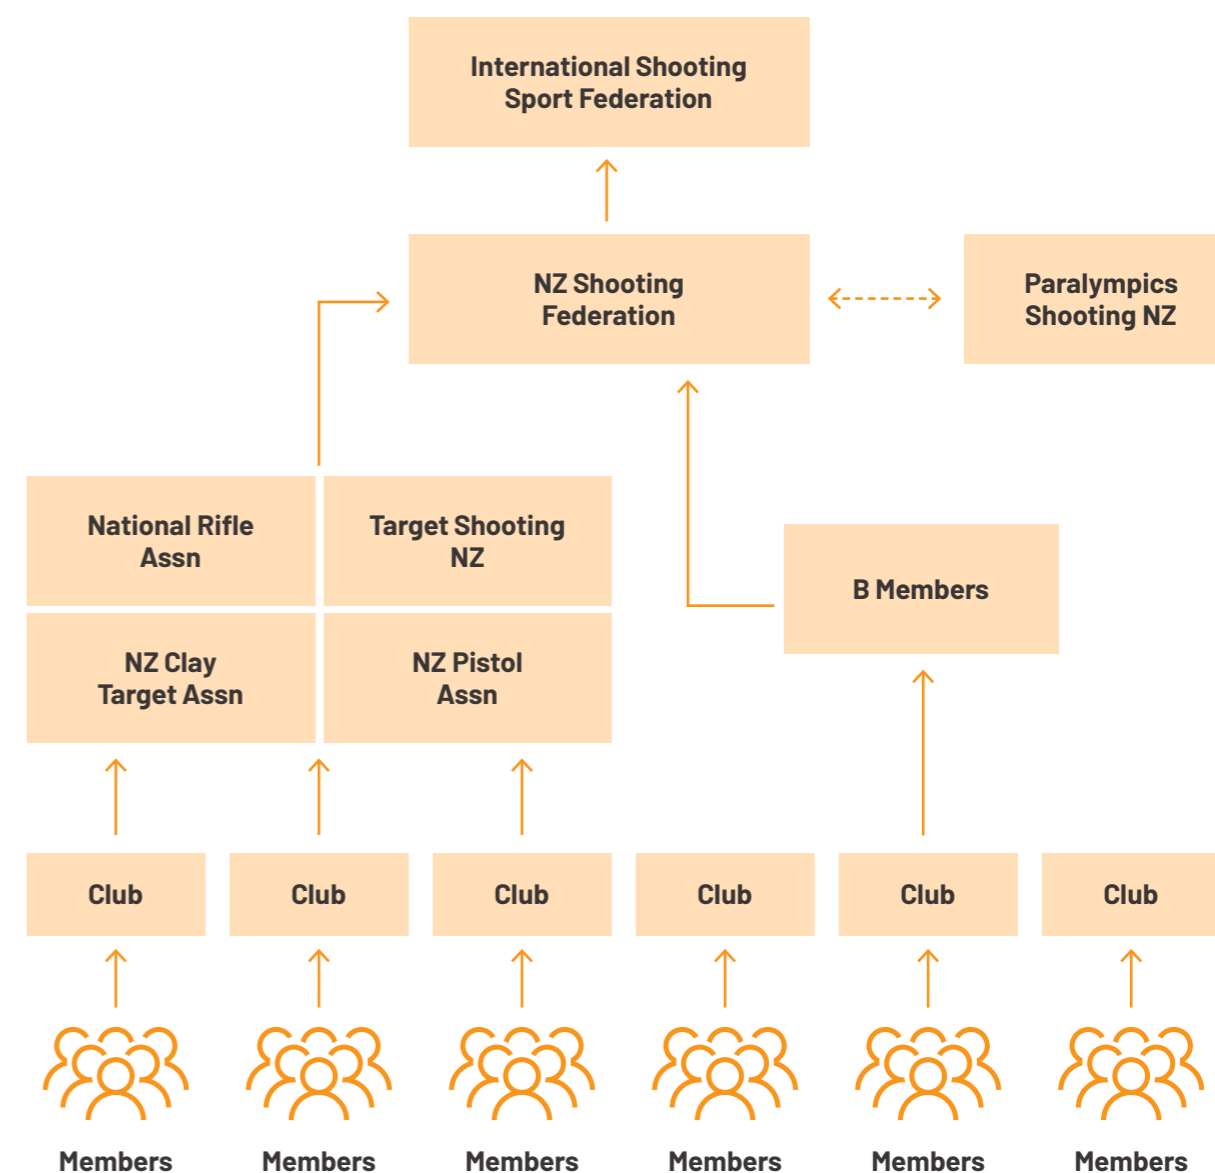 International Shooting
Sport Federation
NZ Shooting
Federation
Paralympics
Shooting NZ
National Rifle
Assn
Target Shooting
NZ
B Members
NZ Clay
Target Assn
NZ Pistol
Assn
Club
Club
Club
Club
Club
Club
Members
Members
Members
Members
Members
Members